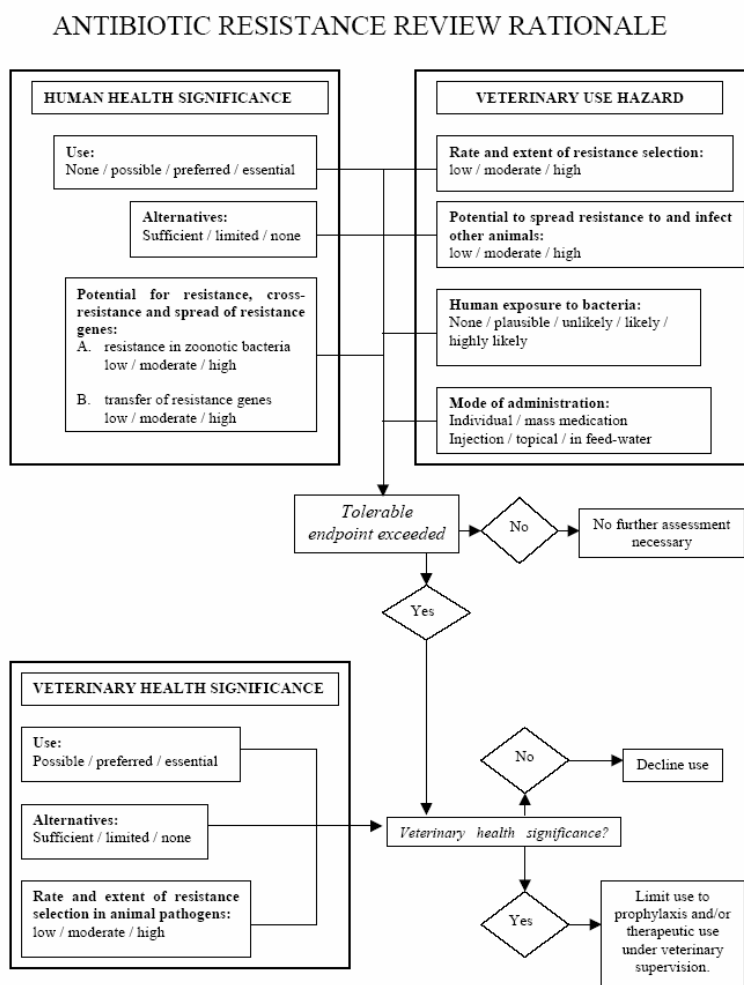 ANTIBIOTIC RESISTANCE REVIEW RATIONALE
HUMAN HEALTH SIGNIFICANCE
Use:
None / possible / preferred / essential
Alternatives:
Sufficient / limited / none
Potential for resistance, cross-
resistance and spread of resistance
genes:
A. resistance in zoonotic bacteria
low / moderate / high
B. transfer of resistance genes
low / moderate / high
VETERINARY USE HAZARD
Rate and extent of resistance selection:
low / moderate / high
Potential to spread resistance to and infect
other animals:
low / moderate / high
Human exposure to bacteria:
None / plausible / unlikely / likely /
highly likely
Mode of administration:
Individual / mass medication
Injection / topical / in feed-water
Tolerable
endpoint exceeded
No
No further assessment
necessary
Yes
VETERINARY HEALTH SIGNIFICANCE
Use:
Possible / preferred / essential
Alternatives:
Sufficient / limited / none
Rate and extent of resistance
selection in animal pathogens:
low / moderate / high
No
Decline use
Veterinary health significance?
Yes
Limit use to
prophylaxis and/or
therapeutic use
under veterinary
supervision.